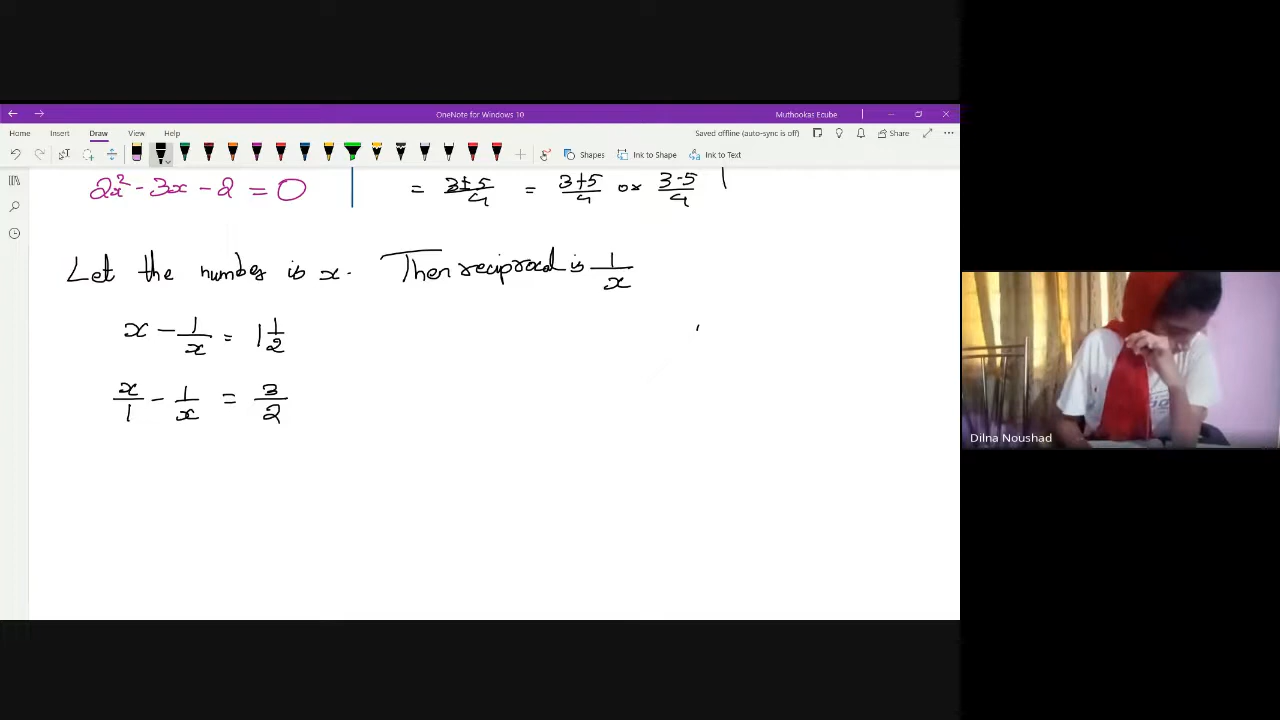 OneNote for Windows 10
Muthookas Ecube
Home Insert Draw View Help
Saved offline (auto-sync is off)
Share
Shapes
Ink to Shape
Ink to Text
2x² - 3x - 2 = 0
= 3±5/4 = 3+5/4 or 3-5/4
Let the number is x. Then reciprocal is 1/x
x - 1/x = 1 1/2
x/1 - 1/x = 3/2
Dilna Noushad